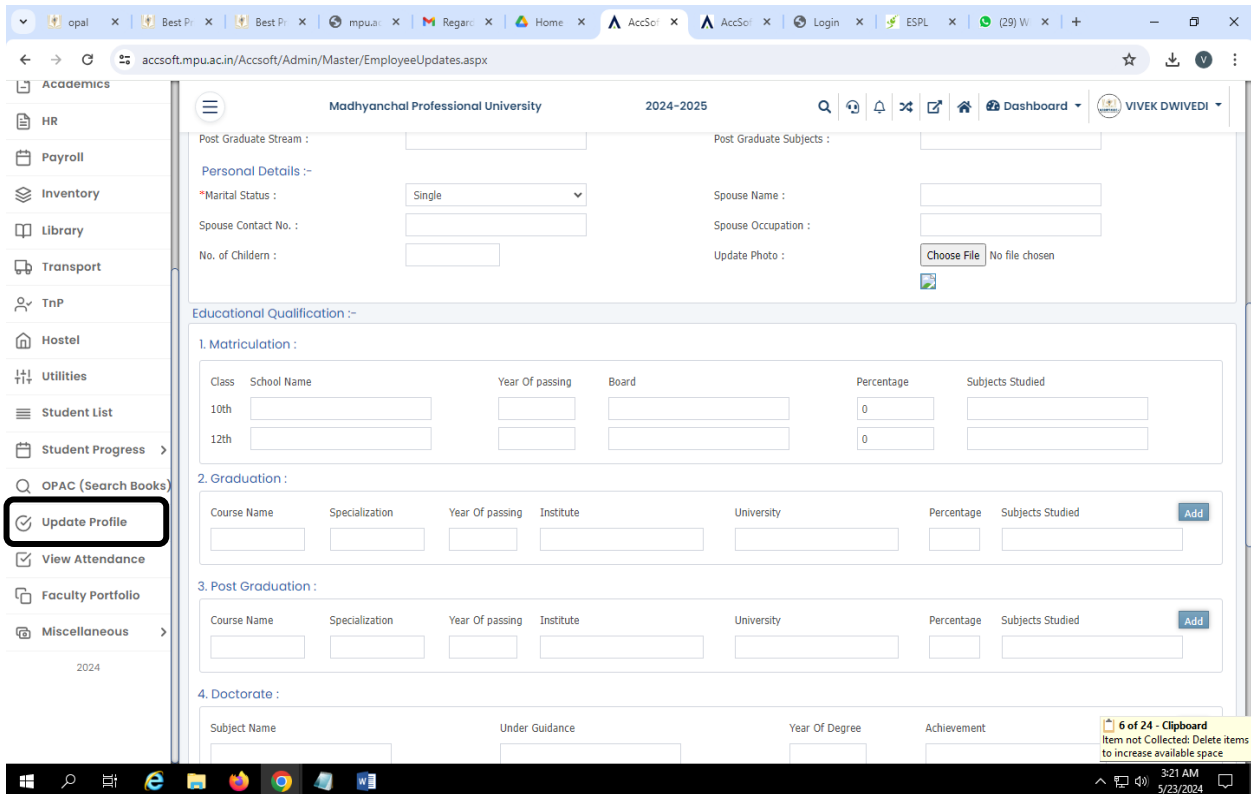 opal
Best Pr
Best Pr
mpu.ac
Regard
Home
AccSof
AccSof
Login
ESPL
(29) W
accsoft.mpu.ac.in/Accsoft/Admin/Master/EmployeeUpdates.aspx
V
Academics
HR
Payroll
Inventory
Library
Transport
TnP
Hostel
Utilities
Student List
Student Progress
OPAC (Search Books)
Update Profile
View Attendance
Faculty Portfolio
Miscellaneous
2024
Madhyanchal Professional University 2024-2025 Dashboard VIVEK DWIVEDI
Post Graduate Stream : Post Graduate Subjects :
Personal Details :-
*Marital Status : Single Spouse Name :
Spouse Contact No. : Spouse Occupation :
No. of Childern : Update Photo : Choose File No file chosen
Educational Qualification :-
1. Matriculation :
Class School Name Year Of passing Board Percentage Subjects Studied
10th 0
12th 0
2. Graduation :
Course Name Specialization Year Of passing Institute University Percentage Subjects Studied Add
3. Post Graduation :
Course Name Specialization Year Of passing Institute University Percentage Subjects Studied Add
4. Doctorate :
Subject Name Under Guidance Year Of Degree Achievement
6 of 24 - Clipboard
Item not Collected: Delete items
to increase available space
3:21 AM
5/23/2024